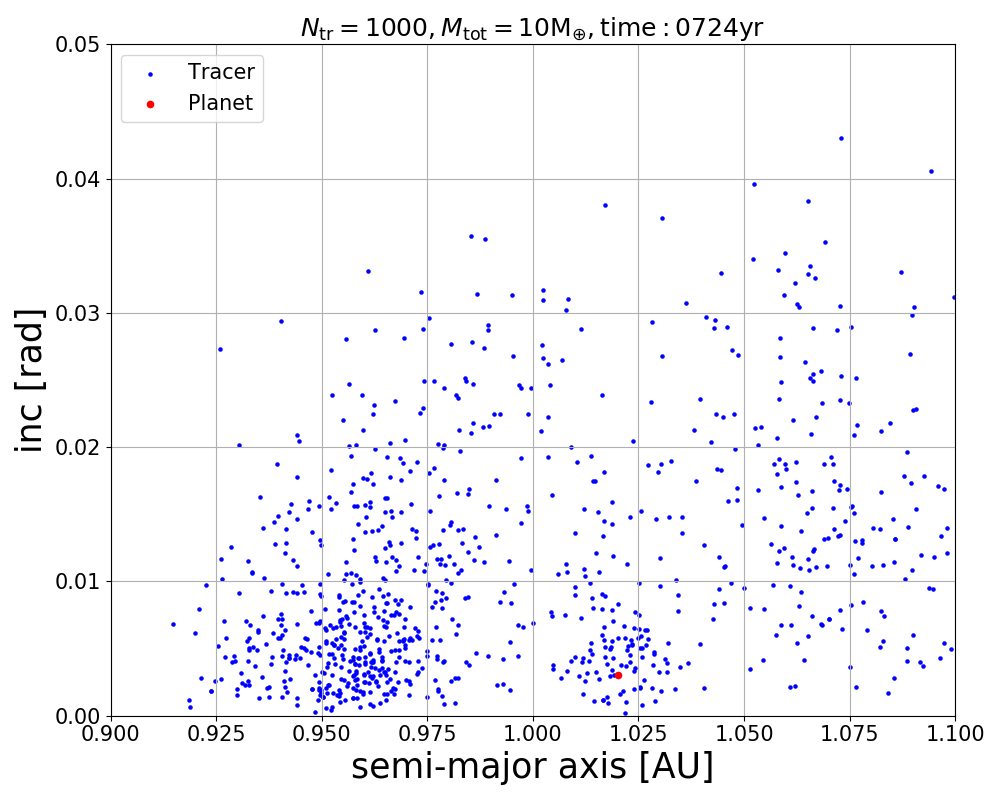 N_tr = 1000, M_tot = 10M_⊕, time : 0724yr
Tracer
Planet
inc [rad]
0.05
0.04
0.03
0.02
0.01
0.00
0.900 0.925 0.950 0.975 1.000 1.025 1.050 1.075 1.100
semi-major axis [AU]